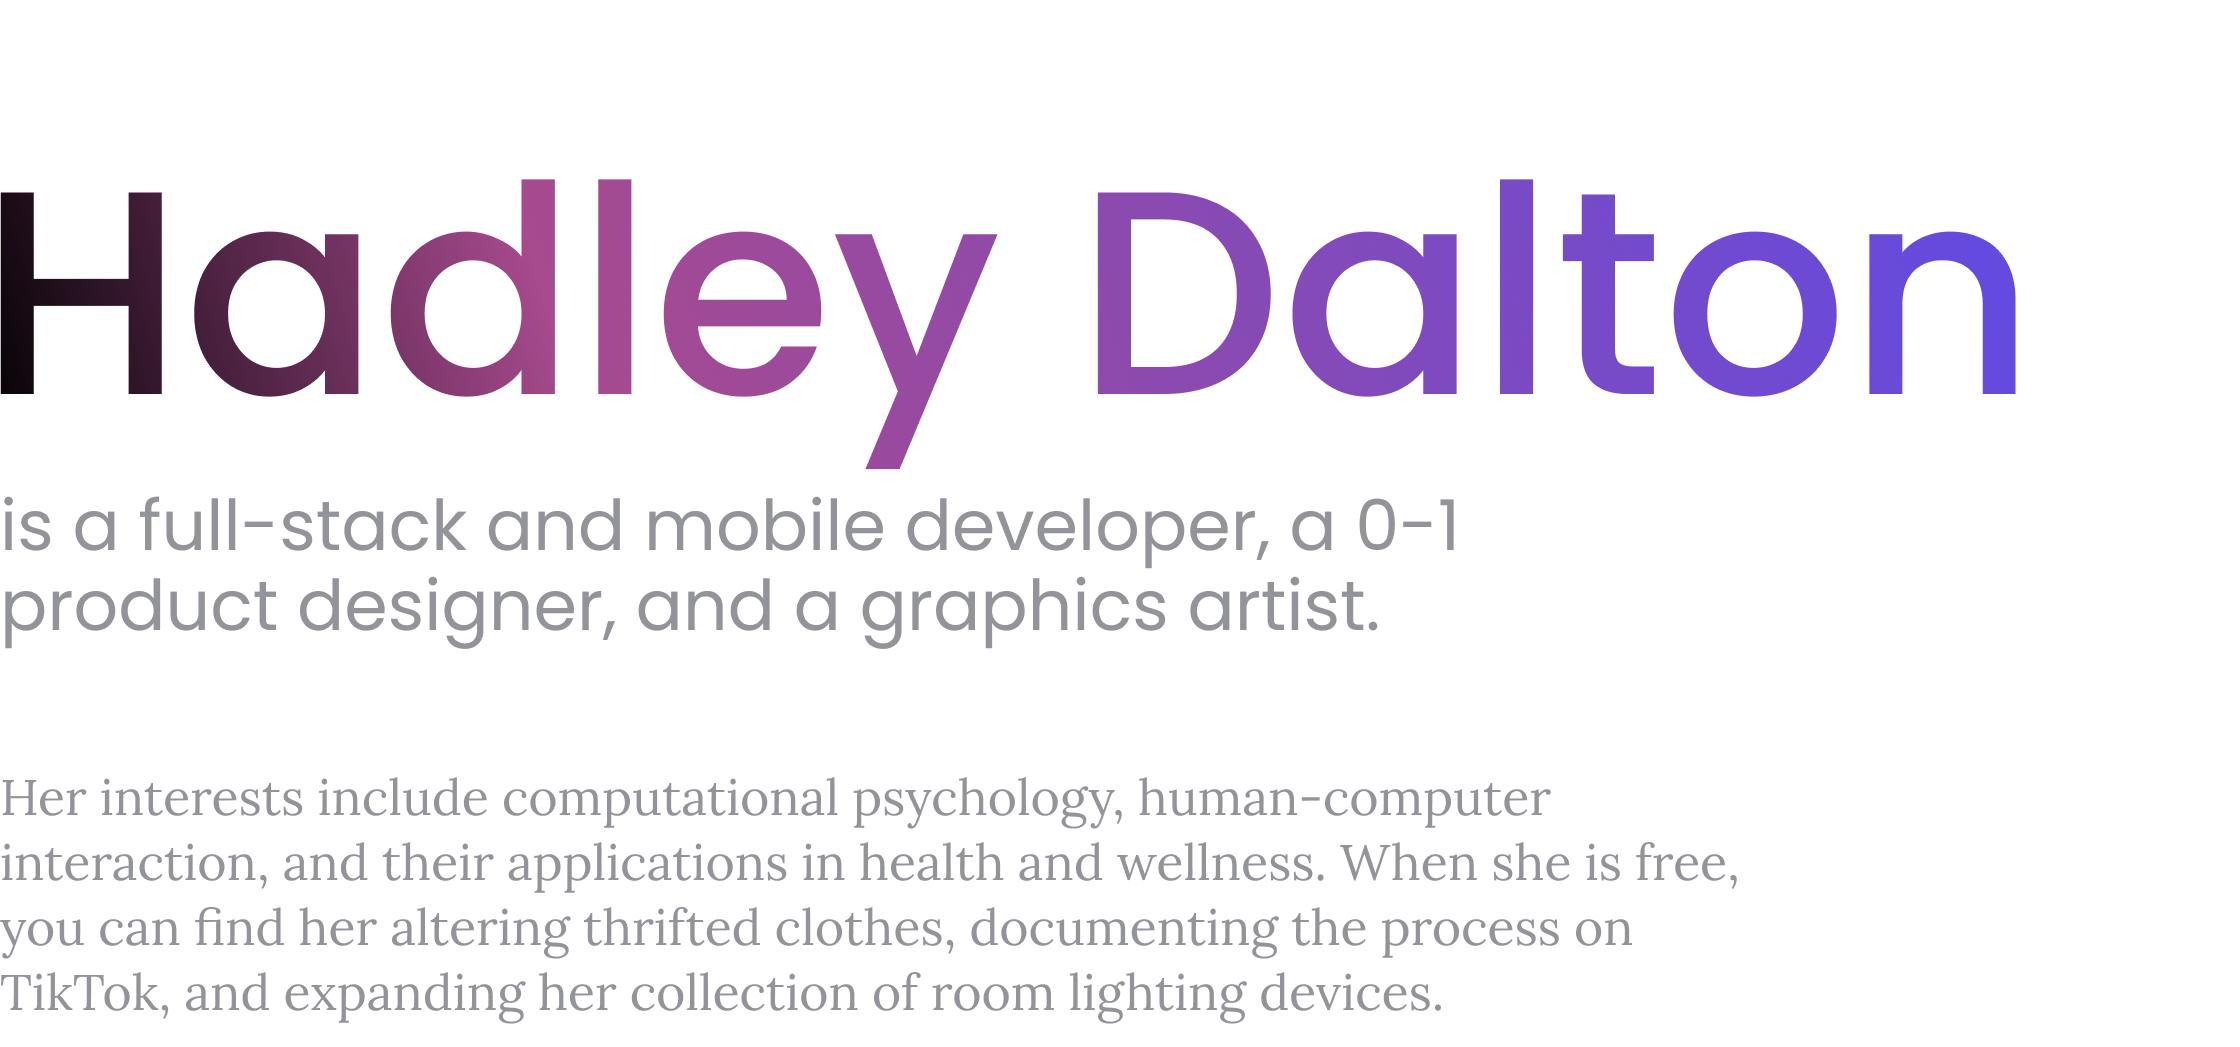 Hadley Dalton
is a full-stack and mobile developer, a 0-1
product designer, and a graphics artist.
Her interests include computational psychology, human-computer
interaction, and their applications in health and wellness. When she is free,
you can find her altering thrifted clothes, documenting the process on
TikTok, and expanding her collection of room lighting devices.